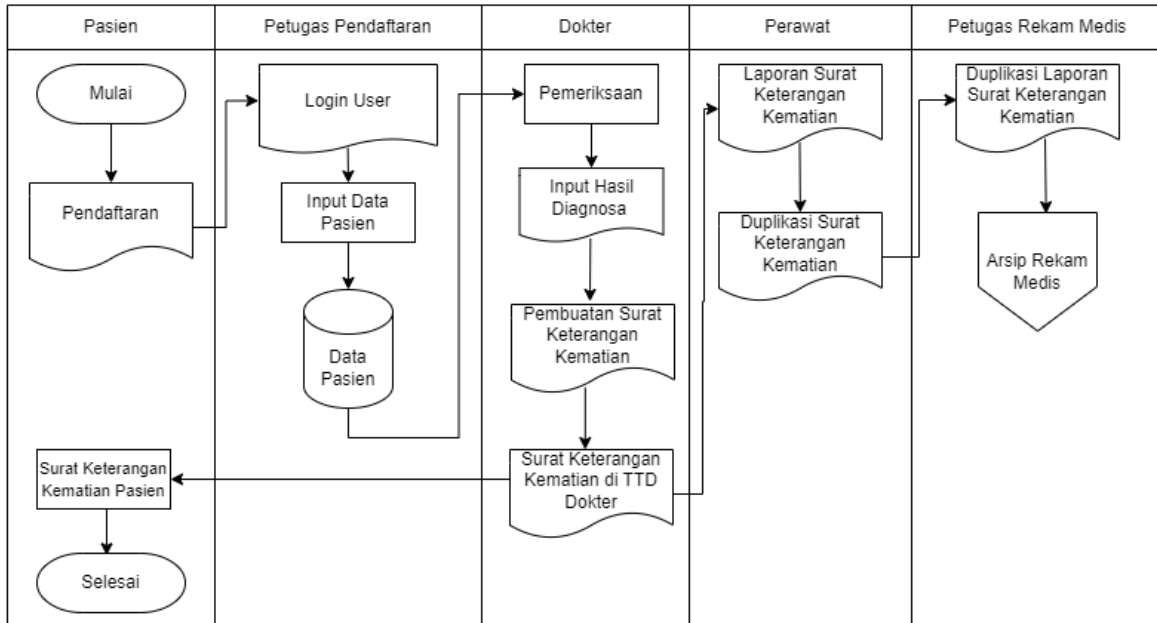 Pasien
Petugas Pendaftaran
Dokter
Perawat
Petugas Rekam Medis
Mulai
Pendaftaran
Surat Keterangan
Kematian Pasien
Selesai
Login User
Input Data
Pasien
Data
Pasien
Pemeriksaan
Input Hasil
Diagnosa
Pembuatan Surat
Keterangan
Kematian
Surat Keterangan
Kematian di TTD
Dokter
Laporan Surat
Keterangan
Kematian
Duplikasi Surat
Keterangan
Kematian
Duplikasi Laporan
Surat Keterangan
Kematian
Arsip Rekam
Medis